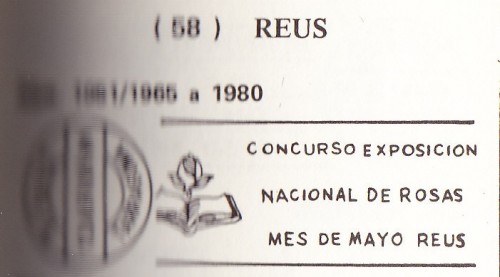 ( 58 ) REUS
1961/1965 a 1980
CONCURSO EXPOSICION
NACIONAL DE ROSAS
MES DE MAYO REUS